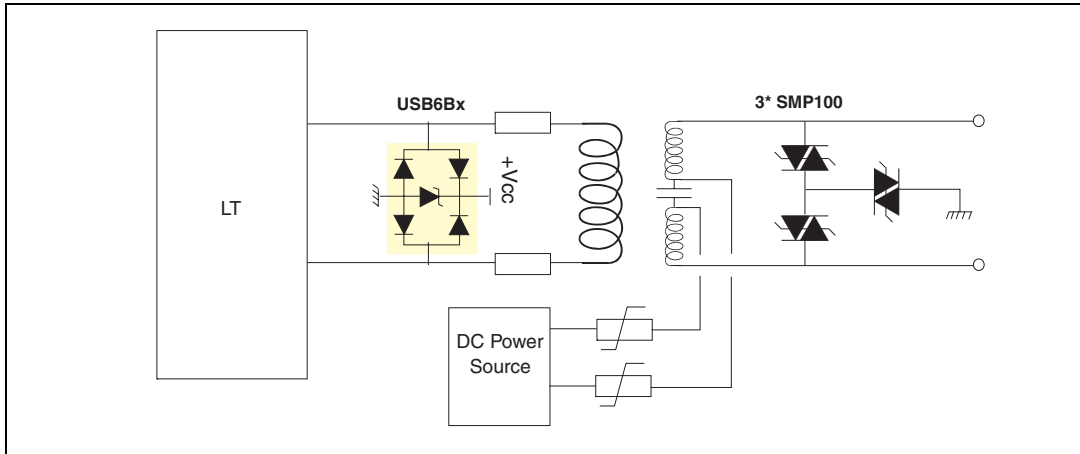 USB6Bx
3* SMP100
+Vcc
LT
DC Power
Source